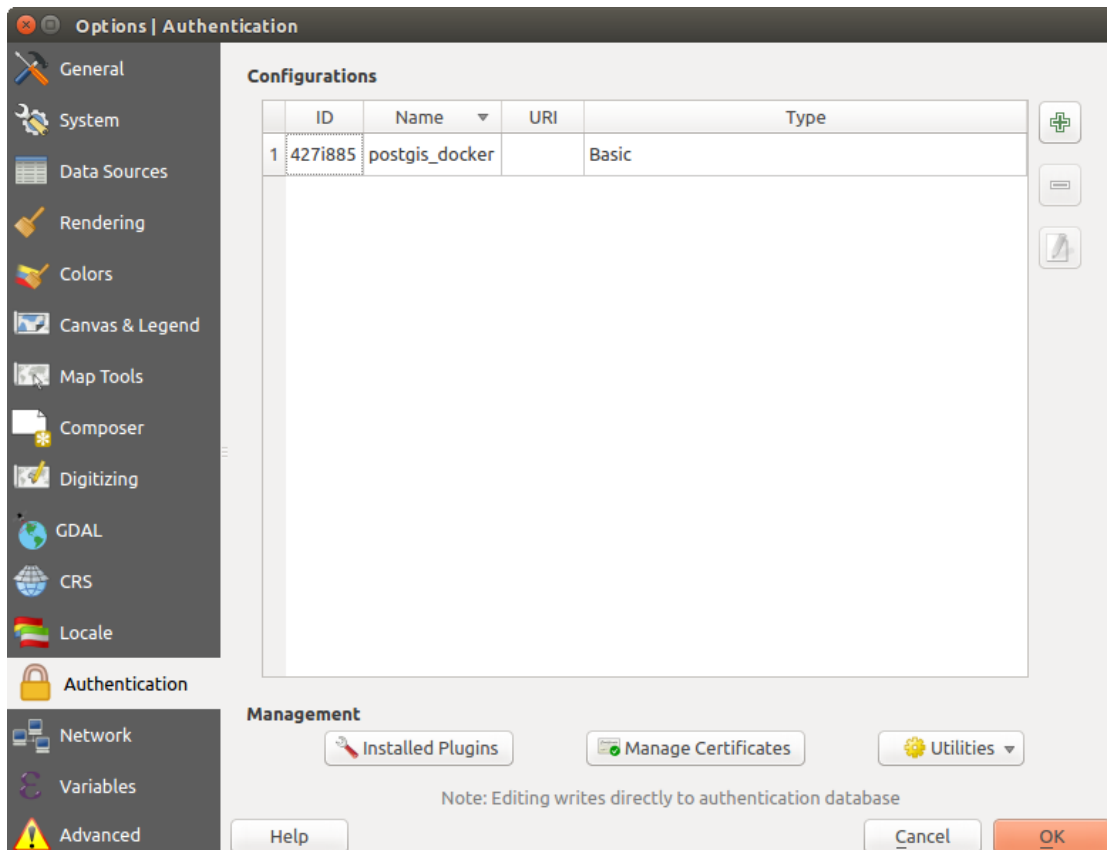 Options | Authentication
General
System
Data Sources
Rendering
Colors
Canvas & Legend
Map Tools
Composer
Digitizing
GDAL
CRS
Locale
Authentication
Network
Variables
Advanced
Configurations
ID Name URI Type
1 427i885 postgis_docker Basic
Management
Installed Plugins Manage Certificates Utilities
Note: Editing writes directly to authentication database
Help Cancel OK